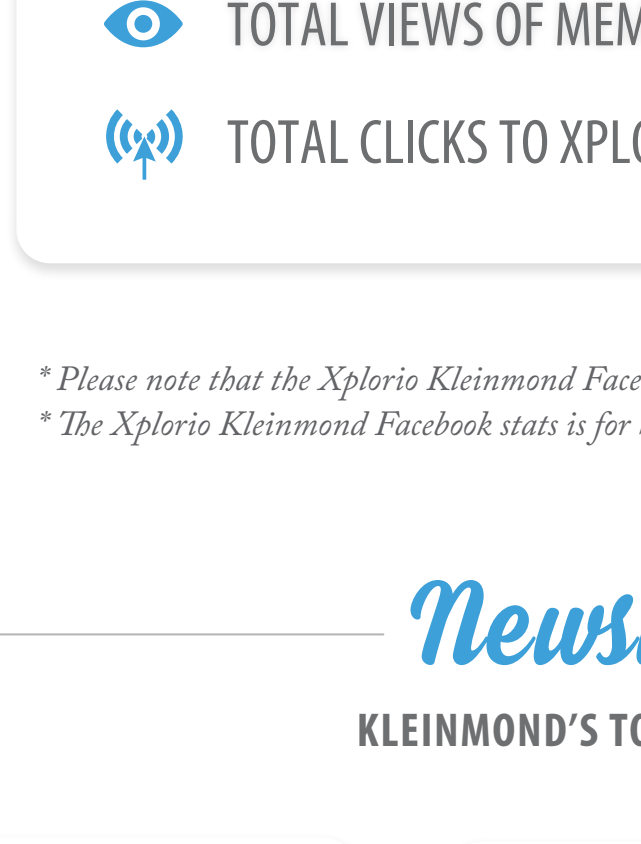 TOTAL VIEWS OF MEM
TOTAL CLICKS TO XPLO
* Please note that the Xplorio Kleinmond Face
* The Xplorio Kleinmond Facebook stats is for
News
KLEINMOND'S TO